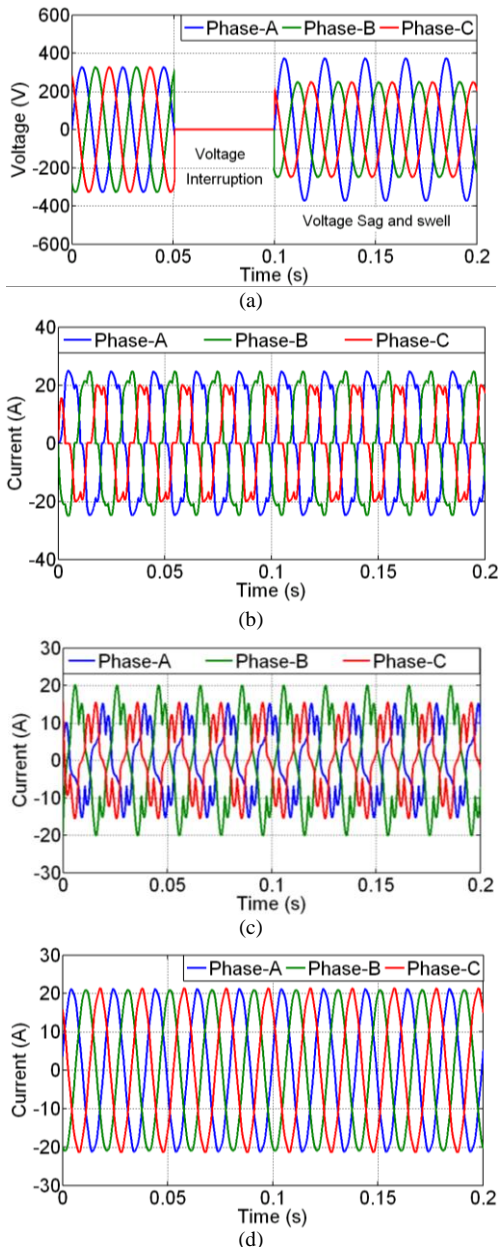 600
400
200
0
-200
-400
-600
Voltage (V)
Phase-A Phase-B Phase-C
Voltage
Interruption
Voltage Sag and swell
0 0.05 0.1 0.15 0.2
Time (s)
(a)
40
20
0
-20
-40
Current (A)
Phase-A Phase-B Phase-C
0 0.05 0.1 0.15 0.2
Time (s)
(b)
30
20
10
0
-10
-20
-30
Current (A)
Phase-A Phase-B Phase-C
0 0.05 0.1 0.15 0.2
Time (s)
(c)
30
20
10
0
-10
-20
-30
Current (A)
Phase-A Phase-B Phase-C
0 0.05 0.1 0.15 0.2
Time (s)
(d)